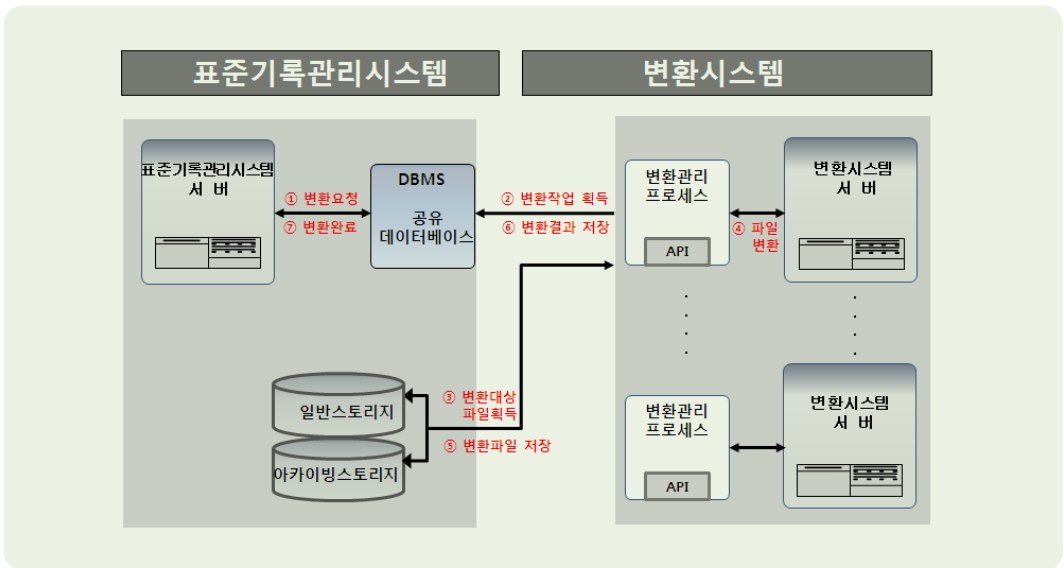 표준기록관리시스템
변환시스템
표준기록관리시스템
서 버
① 변환요청
⑦ 변환완료
DBMS
공유
데이터베이스
② 변환작업 획득
⑥ 변환결과 저장
변환관리
프로세스
API
④ 파일
변환
변환시스템
서 버
일반스토리지
아카이빙스토리지
③ 변환대상
파일획득
⑤ 변환파일 저장
변환관리
프로세스
API
변환시스템
서 버